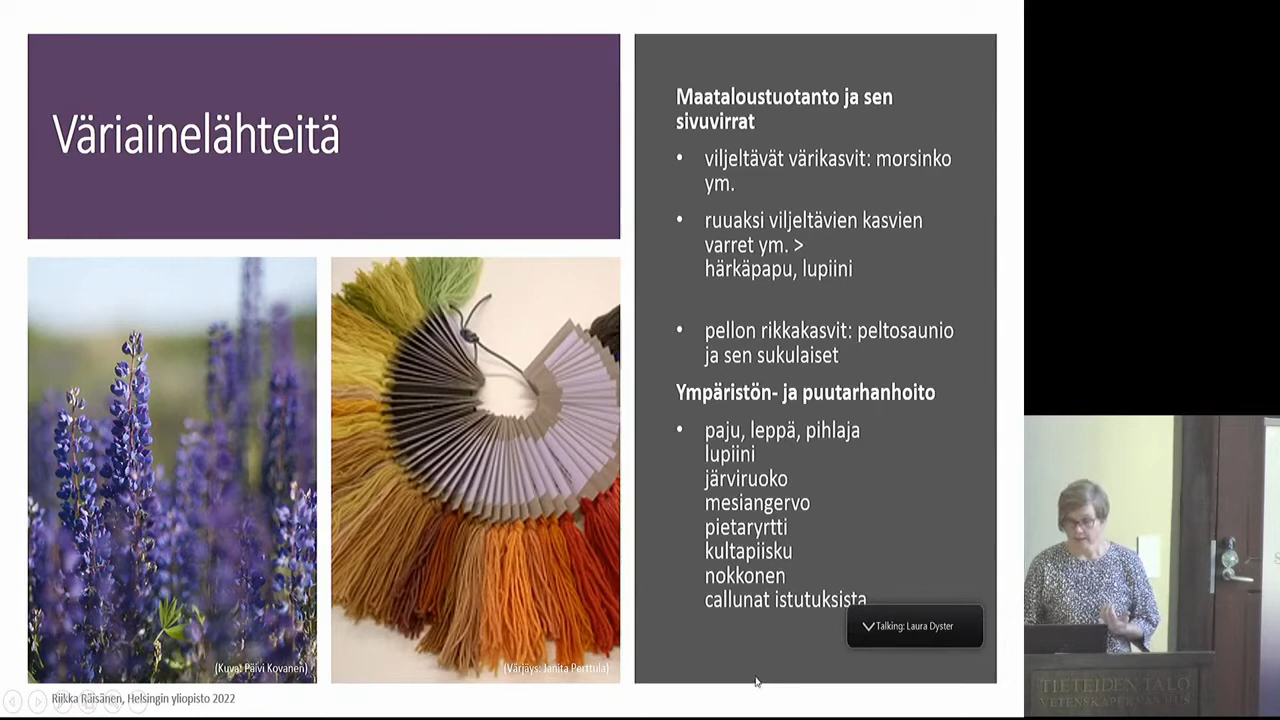 Väriainelähteitä
Maataloustuotanto ja sen
sivuvirrat
• viljeltävät värikasvit: morsinko
ym.
• ruuaksi viljeltävien kasvien
varret ym. >
härkäpapu, lupiini
• pellon rikkakasvit: peltosaunio
ja sen sukulaiset
Ympäristön- ja puutarhanhoito
• paju, leppä, pihlaja
lupiini
järviruoko
mesiangervo
pietaryrtti
kultapiisku
nokkonen
callunat istutuksista
Talking: Laura Dyster
(Kuva: Päivi Kovanen)
(Värjäys: Janita Perttula)
Riikka Räisänen, Helsingin yliopisto 2022
TIETEIDEN TALO
VETENSKAPERNAS HUS